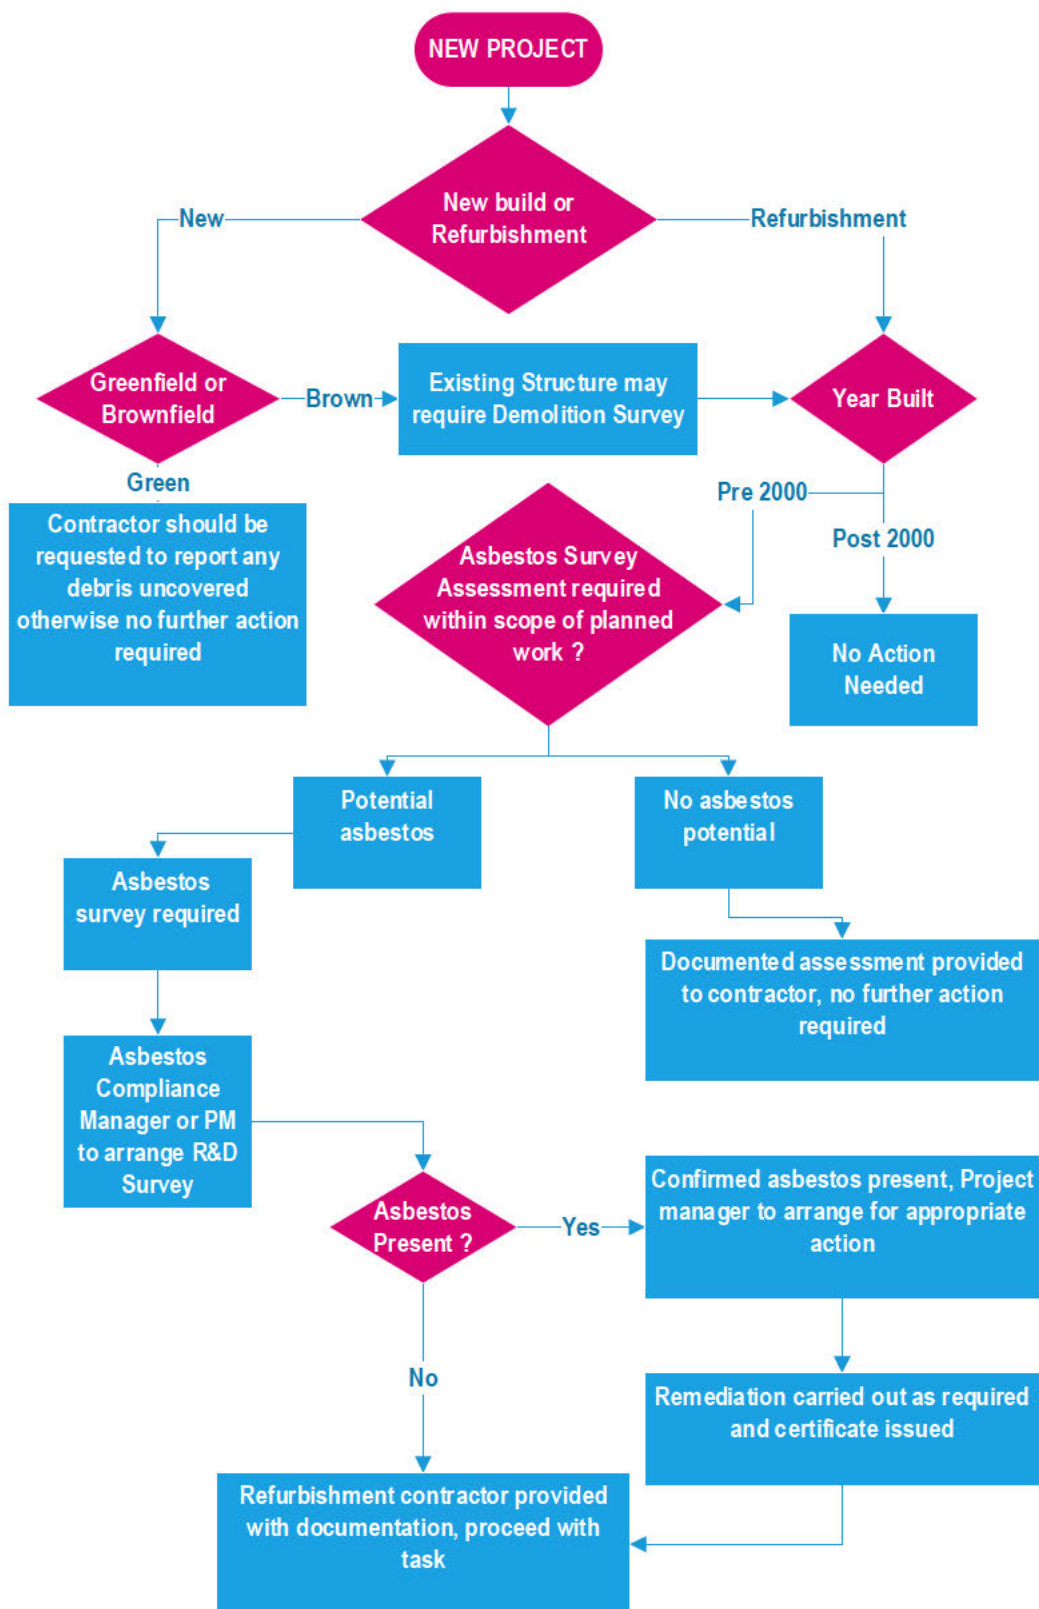 NEW PROJECT
New build or
Refurbishment
New
Refurbishment
Greenfield or
Brownfield
Brown
Existing Structure may
require Demolition Survey
Year Built
Green
Contractor should be
requested to report any
debris uncovered
otherwise no further action
required
Pre 2000
Post 2000
Asbestos Survey
Assessment required
within scope of planned
work ?
No Action
Needed
Potential
asbestos
No asbestos
potential
Asbestos
survey required
Documented assessment provided
to contractor, no further action
required
Asbestos
Compliance
Manager or PM
to arrange R&D
Survey
Asbestos
Present ?
Yes
Confirmed asbestos present, Project
manager to arrange for appropriate
action
No
Remediation carried out as required
and certificate issued
Refurbishment contractor provided
with documentation, proceed with
task